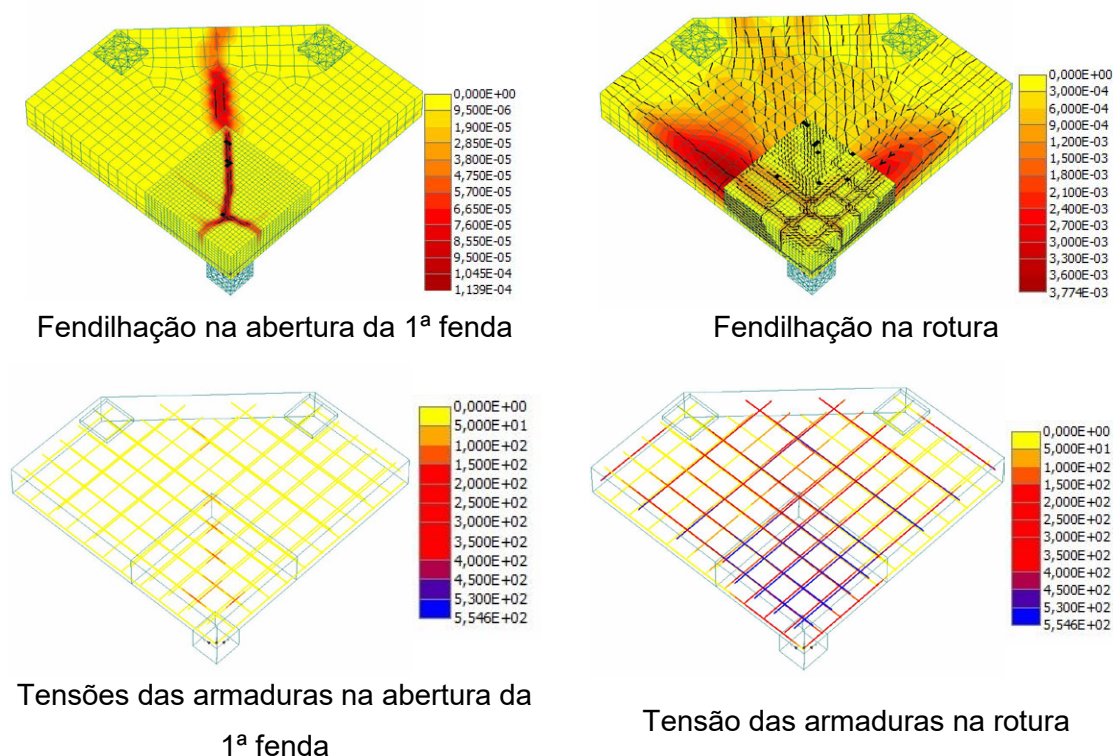 0,000E+00
9,500E-06
1,900E-05
2,850E-05
3,800E-05
4,750E-05
5,700E-05
6,650E-05
7,600E-05
8,550E-05
9,500E-05
1,045E-04
1,139E-04
0,000E+00
3,000E-04
6,000E-04
9,000E-04
1,200E-03
1,500E-03
1,800E-03
2,100E-03
2,400E-03
2,700E-03
3,000E-03
3,300E-03
3,600E-03
3,774E-03
Fendilhação na abertura da 1ª fenda
Fendilhação na rotura
0,000E+00
5,000E+01
1,000E+02
1,500E+02
2,000E+02
2,500E+02
3,000E+02
3,500E+02
4,000E+02
4,500E+02
5,300E+02
5,546E+02
0,000E+00
5,000E+01
1,000E+02
1,500E+02
2,000E+02
2,500E+02
3,000E+02
3,500E+02
4,000E+02
4,500E+02
5,300E+02
5,546E+02
Tensões das armaduras na abertura da
1ª fenda
Tensão das armaduras na rotura